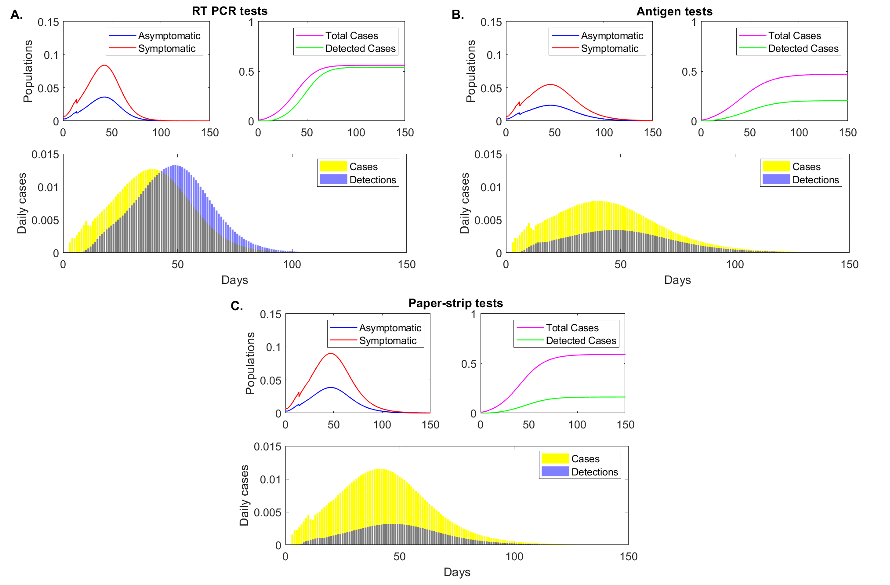 A.
RT PCR tests
0.15
0.1
0.05
0
Populations
Asymptomatic
Symptomatic
0 50 100 150
1
0.5
0
Total Cases
Detected Cases
0 50 100 150
0.015
0.01
0.005
0
Daily cases
Cases
Detections
0 50 100 150
Days
B.
Antigen tests
0.15
0.1
0.05
0
Populations
Asymptomatic
Symptomatic
0 50 100 150
1
0.5
0
Total Cases
Detected Cases
0 50 100 150
0.015
0.01
0.005
0
Daily cases
Cases
Detections
0 50 100 150
Days
C.
Paper-strip tests
0.15
0.1
0.05
0
Populations
Asymptomatic
Symptomatic
0 50 100 150
1
0.5
0
Total Cases
Detected Cases
0 50 100 150
0.015
0.01
0.005
0
Daily cases
Cases
Detections
0 50 100 150
Days